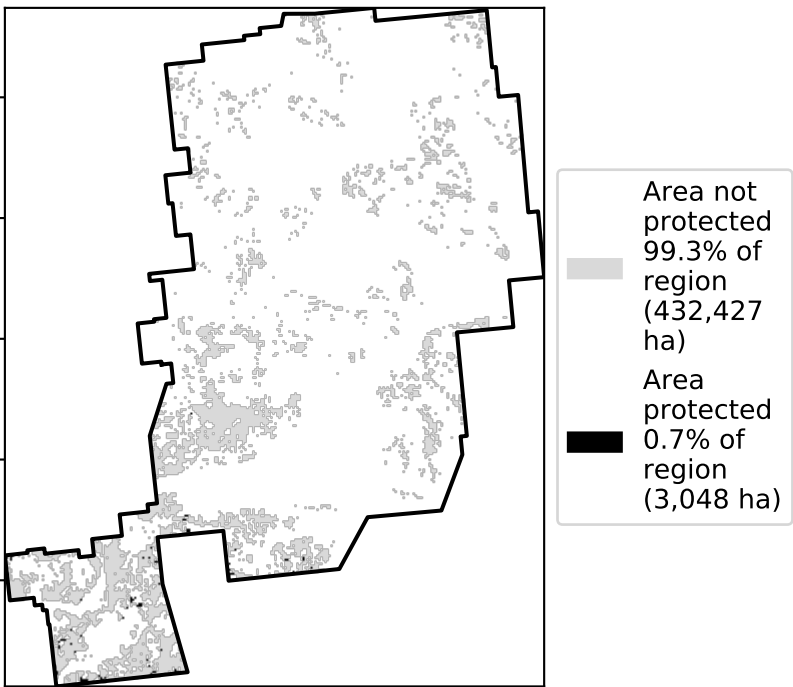 Area not
protected
99.3% of
region
(432,427
ha)
Area
protected
0.7% of
region
(3,048 ha)